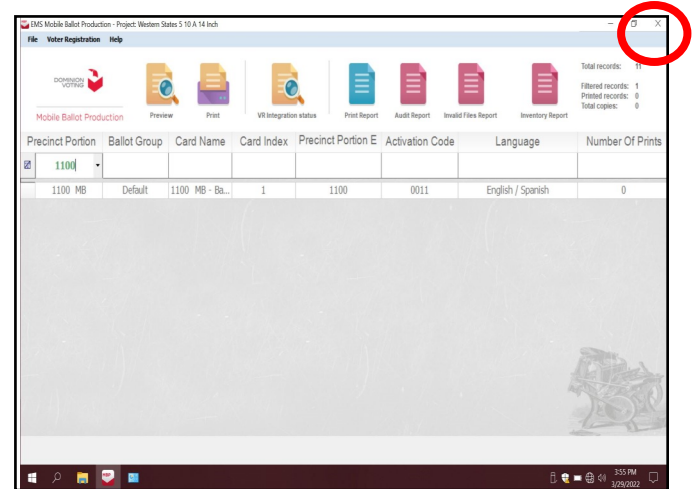 EMS Mobile Ballot Production - Project: Western States 5 10 A 14 Inch
File Voter Registration Help
DOMINION
VOTING
Mobile Ballot Production
Preview Print VR Integration status Print Report Audit Report Invalid Files Report Inventory Report
Total records: 11
Filtered records: 1
Printed records: 0
Total copies: 0
Precinct Portion Ballot Group Card Name Card Index Precinct Portion E Activation Code Language Number Of Prints
1100
1100 MB Default 1100 MB - Ba... 1 1100 0011 English / Spanish 0
3:55 PM
3/29/2022